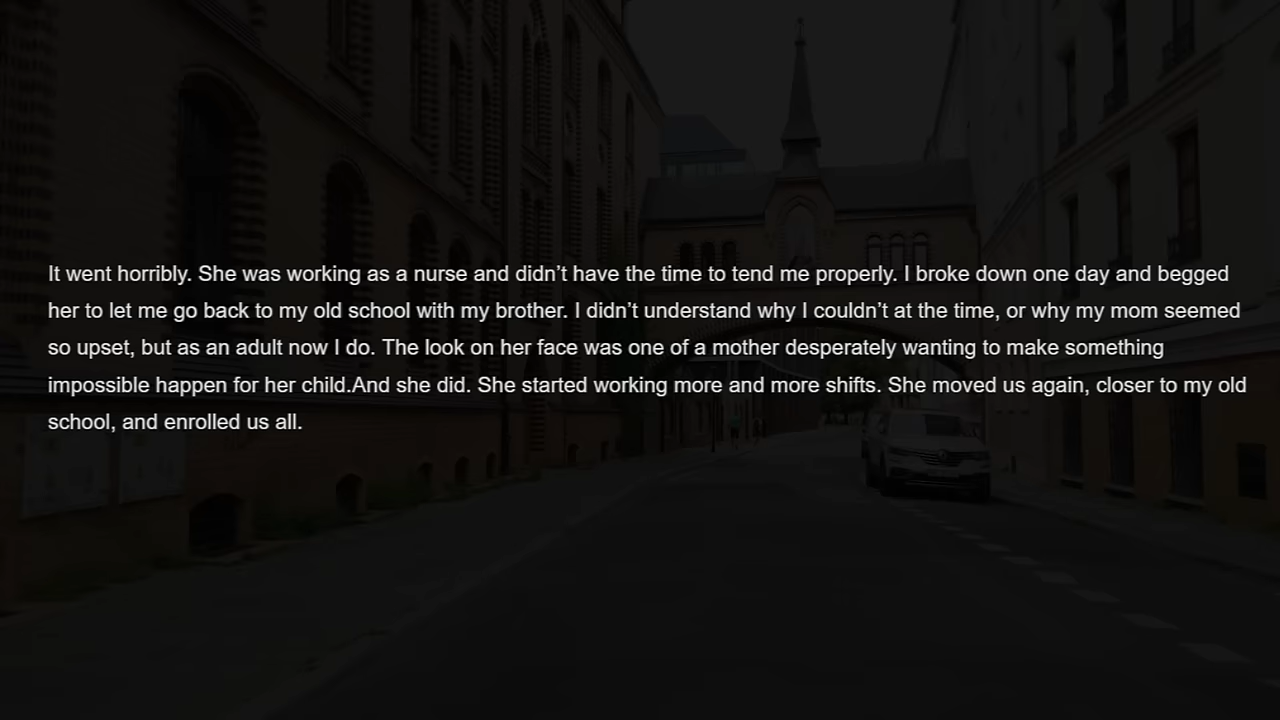 It went horribly. She was working as a nurse and didn’t have the time to tend me properly. I broke down one day and begged
her to let me go back to my old school with my brother. I didn’t understand why I couldn’t at the time, or why my mom seemed
so upset, but as an adult now I do. The look on her face was one of a mother desperately wanting to make something
impossible happen for her child.And she did. She started working more and more shifts. She moved us again, closer to my old
school, and enrolled us all.